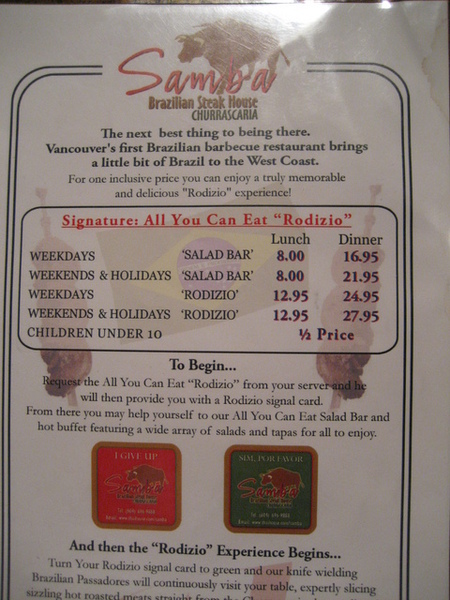 Samba
Brazilian Steak House
CHURRASCARIA
The next best thing to being there.
Vancouver's first Brazilian barbecue restaurant brings
a little bit of Brazil to the West Coast.
For one inclusive price you can enjoy a truly memorable
and delicious "Rodizio" experience!
Signature: All You Can Eat "Rodizio"
Lunch Dinner
WEEKDAYS 'SALAD BAR' 8.00 16.95
WEEKENDS & HOLIDAYS 'SALAD BAR' 8.00 21.95
WEEKDAYS 'RODIZIO' 12.95 24.95
WEEKENDS & HOLIDAYS 'RODIZIO' 12.95 27.95
CHILDREN UNDER 10 ½ Price
To Begin...
Request the All You Can Eat "Rodizio" from your server and he
will then provide you with a Rodizio signal card.
From there you may help yourself to our All You Can Eat Salad Bar and
hot buffet featuring a wide array of salads and tapas for all to enjoy.
I GIVE UP
Samba
SIM, POR FAVOR
Samba
And then the "Rodizio" Experience Begins...
Turn Your Rodizio signal card to green and our knife wielding
Brazilian Passadores will continuously visit your table, expertly slicing
sizzling hot roasted meats straight from the